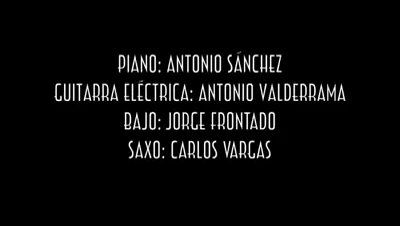 PIANO: ANTONIO SÁNCHEZ
GUITARRA ELÉCTRICA: ANTONIO VALDERRAMA
BAJO: JORGE FRONTADO
SAXO: CARLOS VARGAS